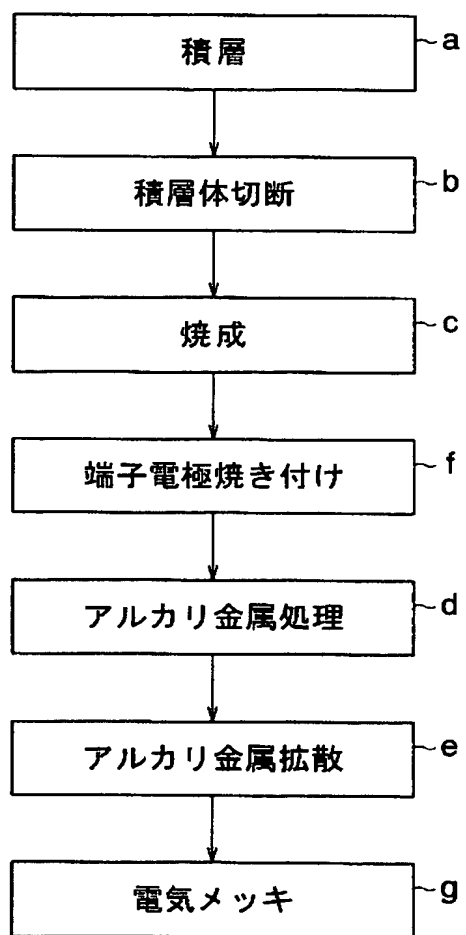 積層 a
積層体切断 b
焼成 c
端子電極焼き付け f
アルカリ金属処理 d
アルカリ金属拡散 e
電気メッキ g